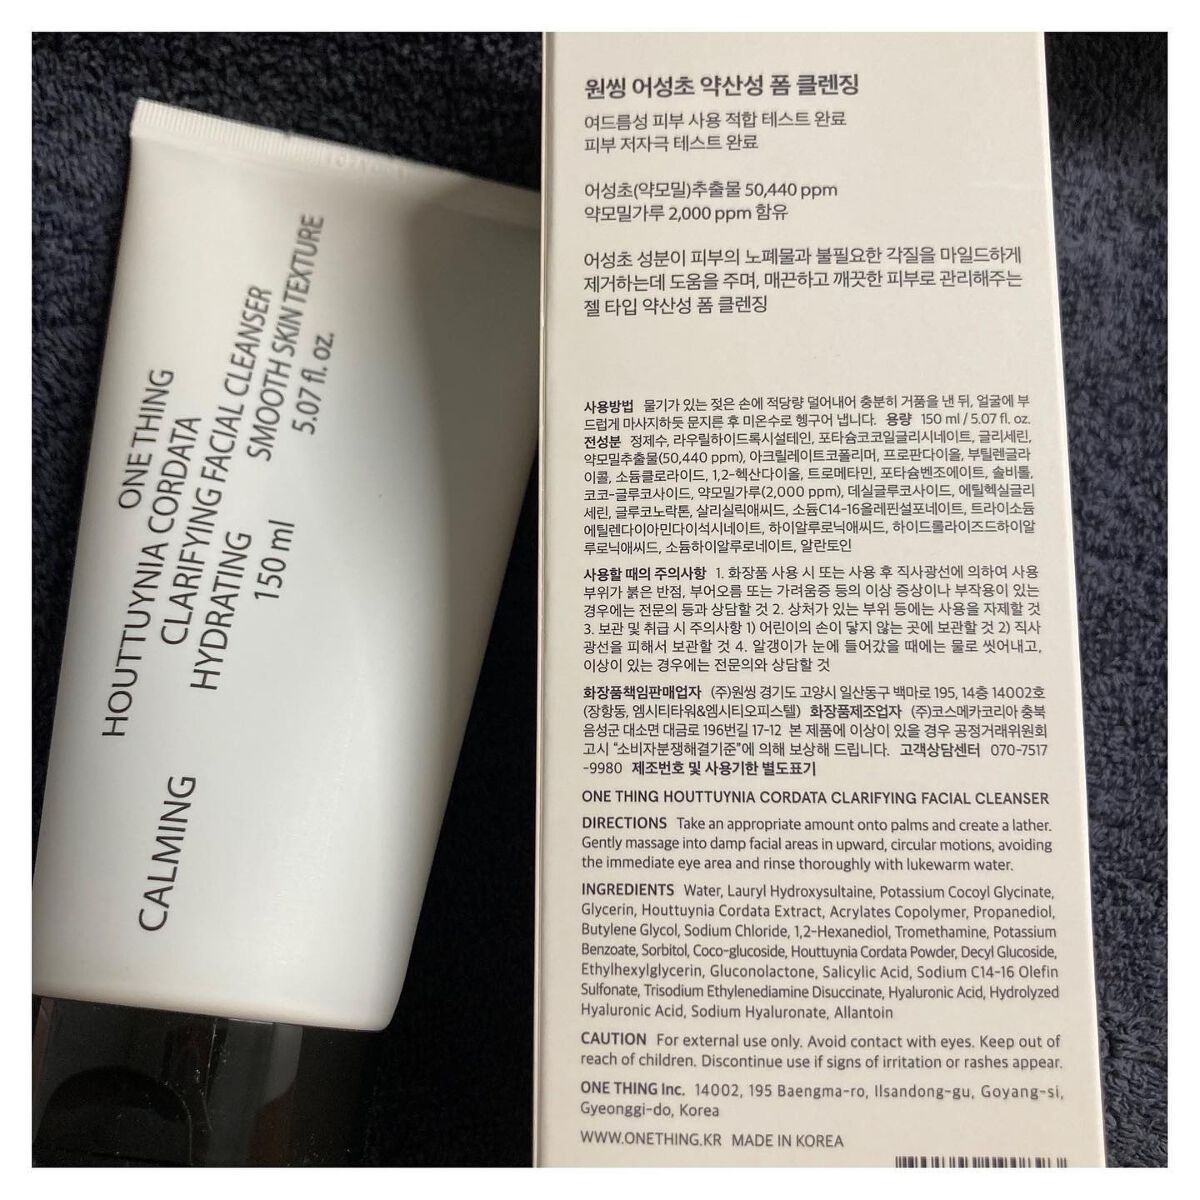 ONE THING
HOUTTUYNIA CORDATA
CLARIFYING FACIAL CLEANSER
SMOOTH SKIN TEXTURE
CALMING
HYDRATING
150 ml
5.07 fl. oz.
원씽 어성초 약산성 폼 클렌징
여드름성 피부 사용 적합 테스트 완료
피부 저자극 테스트 완료
어성초(약모밀)추출물 50,440 ppm
약모밀가루 2,000 ppm 함유
어성초 성분이 피부의 노폐물과 불필요한 각질을 마일드하게
제거하는데 도움을 주며, 매끈하고 깨끗한 피부로 관리해주는
젤 타입 약산성 폼 클렌징
사용방법 물기가 있는 젖은 손에 적당량 덜어내어 충분히 거품을 낸 뒤, 얼굴에 부
드럽게 마사지하듯 문지른 후 미온수로 헹구어 냅니다. 용량 150 ml / 5.07 fl. oz.
전성분 정제수, 라우릴하이드록시설테인, 포타슘코코일글리시네이트, 글리세린,
약모밀추출물(50,440 ppm), 아크릴레이트코폴리머, 프로판다이올, 부틸렌글라
이콜, 소듐클로라이드, 1,2-헥산다이올, 트로메타민, 포타슘벤조에이트, 솔비톨,
코코-글루코사이드, 약모밀가루(2,000 ppm), 데실글루코사이드, 에틸헥실글리
세린, 글루코노락톤, 살리실릭애씨드, 소듐C14-16올레핀설포네이트, 트라이소듐
에틸렌다이아민다이석시네이트, 하이알루로닉애씨드, 하이드롤라이즈드하이알
루로닉애씨드, 소듐하이알루로네이트, 알란토인
사용할 때의 주의사항 1. 화장품 사용 시 또는 사용 후 직사광선에 의하여 사용
부위가 붉은 반점, 부어오름 또는 가려움증 등의 이상 증상이나 부작용이 있는
경우에는 전문의 등과 상담할 것 2. 상처가 있는 부위 등에는 사용을 자제할 것
3. 보관 및 취급 시 주의사항 1) 어린이의 손이 닿지 않는 곳에 보관할 것 2) 직사
광선을 피해서 보관할 것 4. 알갱이가 눈에 들어갔을 때에는 물로 씻어내고,
이상이 있는 경우에는 전문의와 상담할 것
화장품책임판매업자 (주)원씽 경기도 고양시 일산동구 백마로 195, 14층 14002호
(장항동, 엠시티타워&엠시티오피스텔) 화장품제조업자 (주)코스메카코리아 충북
음성군 대소면 대금로 196번길 17-12 본 제품에 이상이 있을 경우 공정거래위원회
고시 "소비자분쟁해결기준"에 의해 보상해 드립니다. 고객상담센터 070-7517
-9980 제조번호 및 사용기한 별도표기
ONE THING HOUTTUYNIA CORDATA CLARIFYING FACIAL CLEANSER
DIRECTIONS Take an appropriate amount onto palms and create a lather.
Gently massage into damp facial areas in upward, circular motions, avoiding
the immediate eye area and rinse thoroughly with lukewarm water.
INGREDIENTS Water, Lauryl Hydroxysultaine, Potassium Cocoyl Glycinate,
Glycerin, Houttuynia Cordata Extract, Acrylates Copolymer, Propanediol,
Butylene Glycol, Sodium Chloride, 1,2-Hexanediol, Tromethamine, Potassium
Benzoate, Sorbitol, Coco-glucoside, Houttuynia Cordata Powder, Decyl Glucoside,
Ethylhexylglycerin, Gluconolactone, Salicylic Acid, Sodium C14-16 Olefin
Sulfonate, Trisodium Ethylenediamine Disuccinate, Hyaluronic Acid, Hydrolyzed
Hyaluronic Acid, Sodium Hyaluronate, Allantoin
CAUTION For external use only. Avoid contact with eyes. Keep out of
reach of children. Discontinue use if signs of irritation or rashes appear.
ONE THING Inc. 14002, 195 Baengma-ro, Ilsandong-gu, Goyang-si,
Gyeonggi-do, Korea
WWW.ONETHING.KR MADE IN KOREA